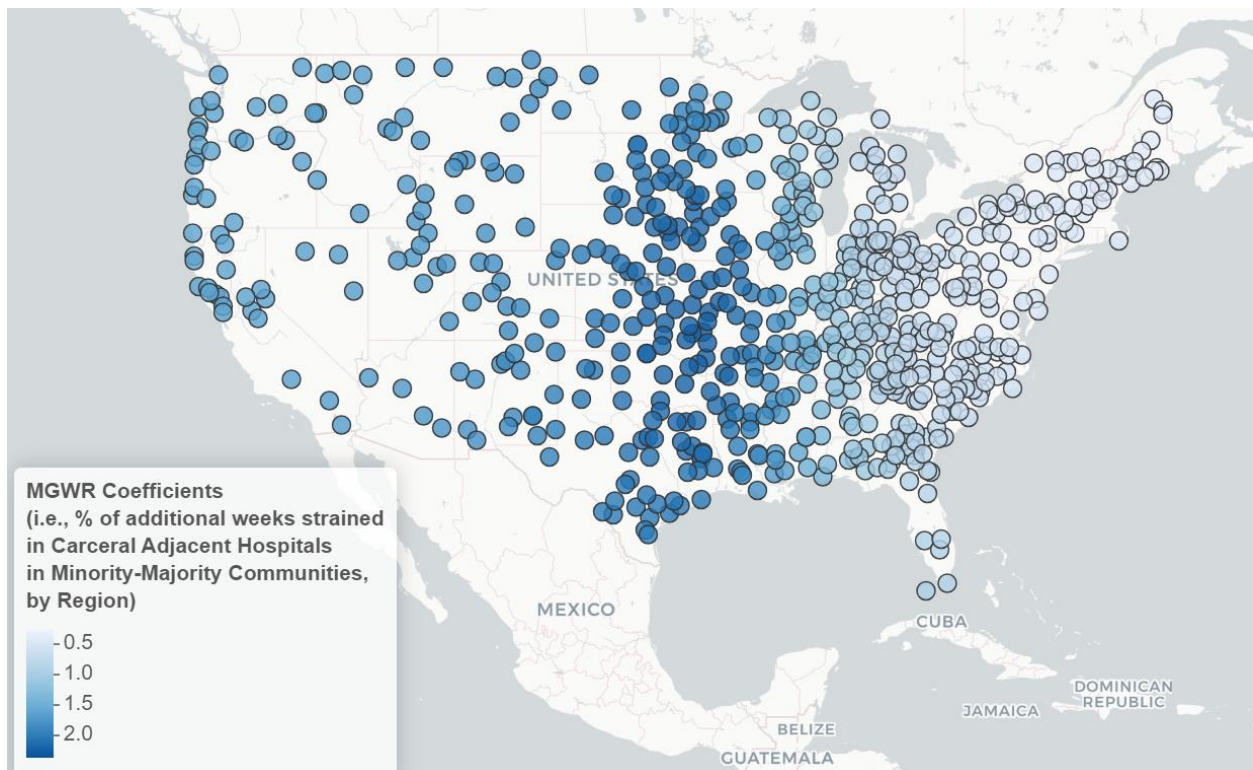 UNITED STATES
MGWR Coefficients
(i.e., % of additional weeks strained
in Carceral Adjacent Hospitals
in Minority-Majority Communities,
by Region)
0.5
1.0
1.5
2.0
MEXICO
CUBA
DOMINICAN
REPUBLIC
JAMAICA
BELIZE
GUATEMALA